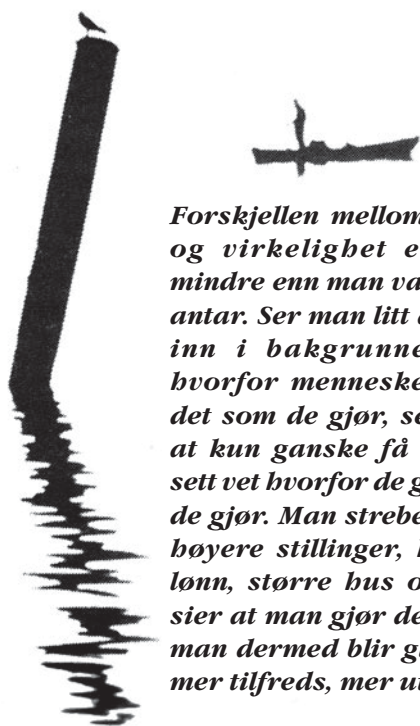 Forskjellen mellom
og virkelighet e
mindre enn man va
antar. Ser man litt
inn i bakgrunne
hvorfor menneske
det som de gjør, se
at kun ganske få
sett vet hvorfor de g
de gjør. Man strebe
høyere stillinger,
lønn, større hus o
sier at man gjør de
man dermed blir g
mer tilfreds, mer u